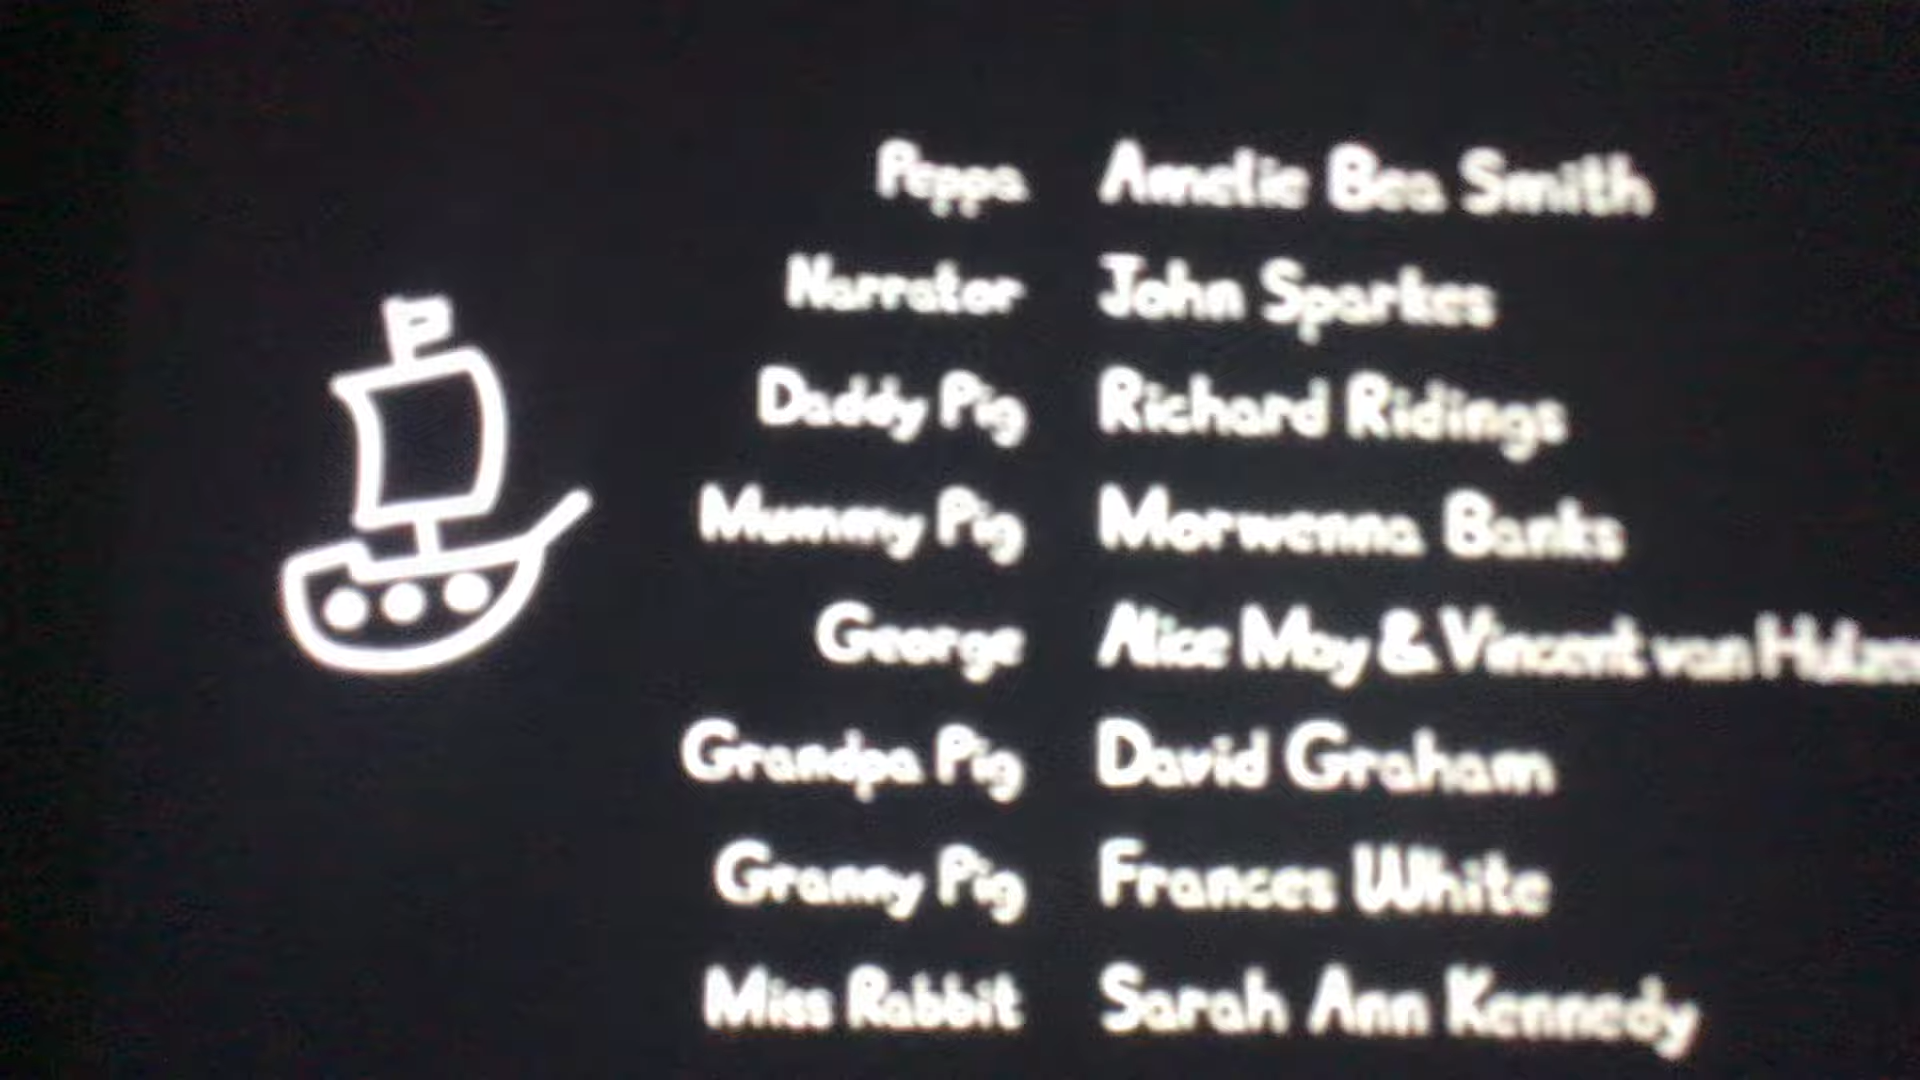 Peppa Amelie Bea Smith
Narrator John Sparkes
Daddy Pig Richard Ridings
Mummy Pig Morwenna Banks
George Alice May & Vincent van
Grandpa Pig David Graham
Granny Pig Frances White
Miss Rabbit Sarah Ann Kennedy